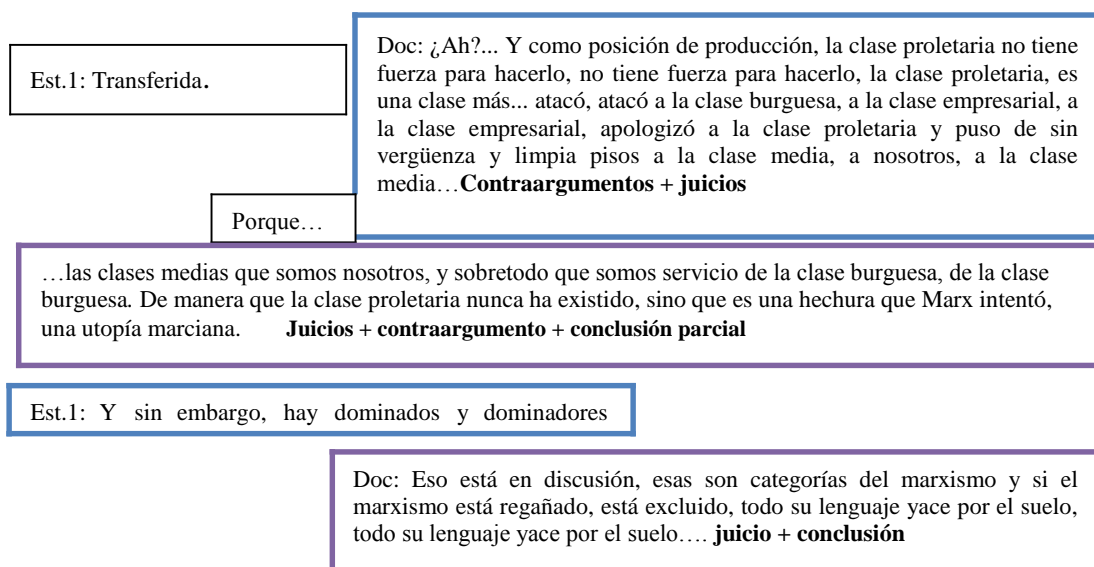 Est.1: Transferida.
Doc: ¿Ah?... Y como posición de producción, la clase proletaria no tiene
fuerza para hacerlo, no tiene fuerza para hacerlo, la clase proletaria, es
una clase más... atacó, atacó a la clase burguesa, a la clase empresarial, a
la clase empresarial, apologizó a la clase proletaria y puso de sin
vergüenza y limpia pisos a la clase media, a nosotros, a la clase
media…Contraargumentos + juicios
Porque…
…las clases medias que somos nosotros, y sobretodo que somos servicio de la clase burguesa, de la clase
burguesa. De manera que la clase proletaria nunca ha existido, sino que es una hechura que Marx intentó,
una utopía marciana. Juicios + contraargumento + conclusión parcial
Est.1: Y sin embargo, hay dominados y dominadores
Doc: Eso está en discusión, esas son categorías del marxismo y si el
marxismo está regañado, está excluido, todo su lenguaje yace por el suelo,
todo su lenguaje yace por el suelo…. juicio + conclusión